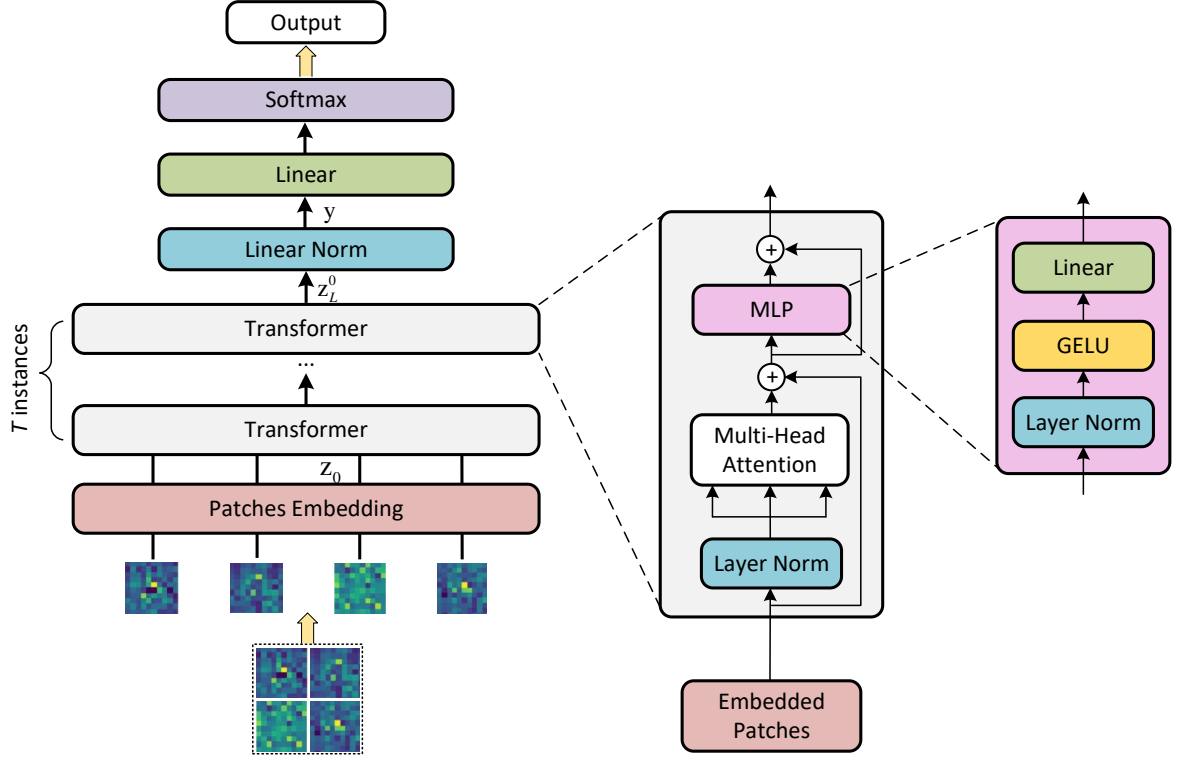 Output
Softmax
Linear
y
Linear Norm
z_L^0
Transformer
...
T instances
Transformer
z_0
Patches Embedding
MLP
Multi-Head
Attention
Layer Norm
Embedded
Patches
Linear
GELU
Layer Norm